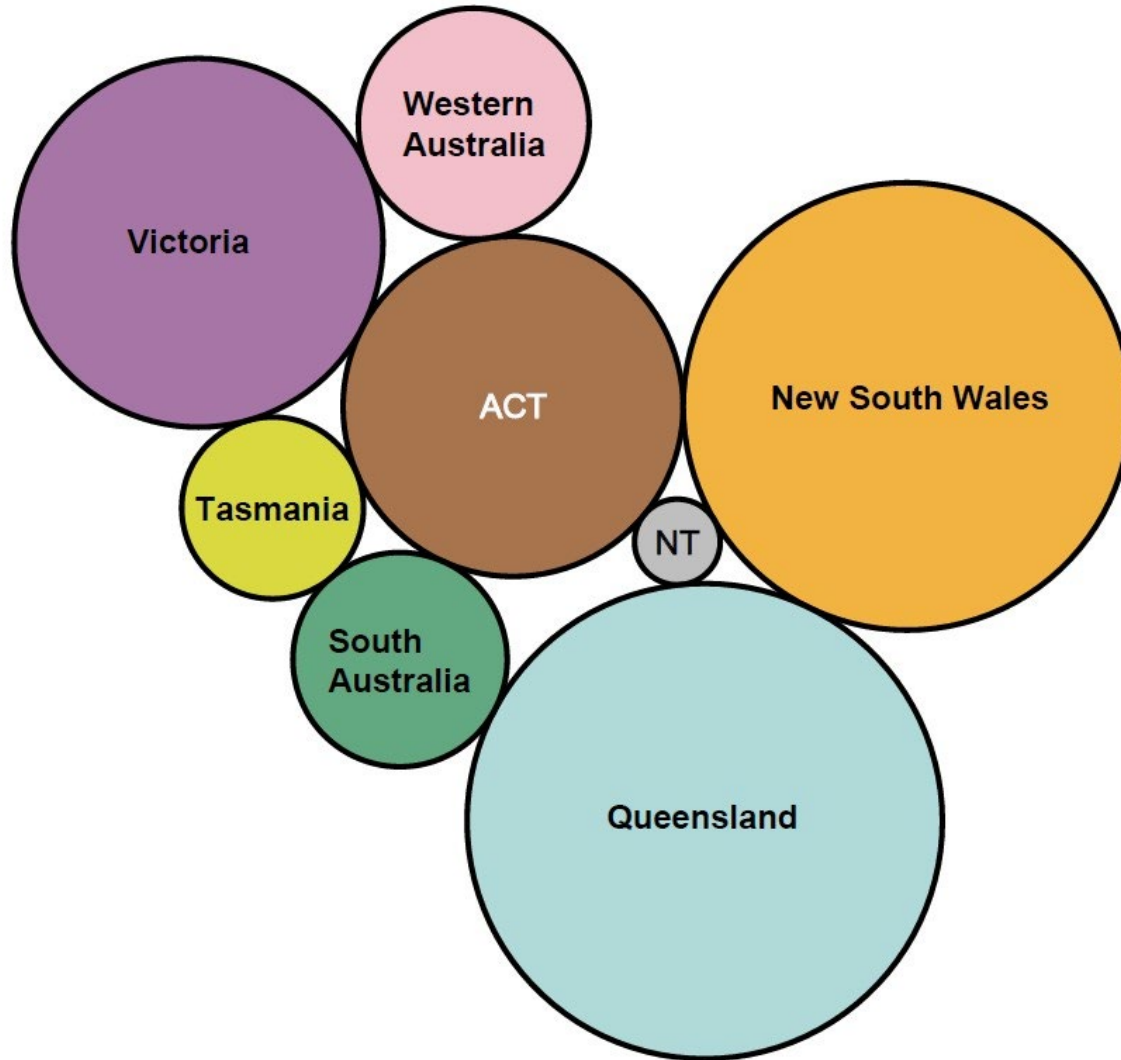 Western
Australia
Victoria
New South Wales
ACT
Tasmania
NT
South
Australia
Queensland